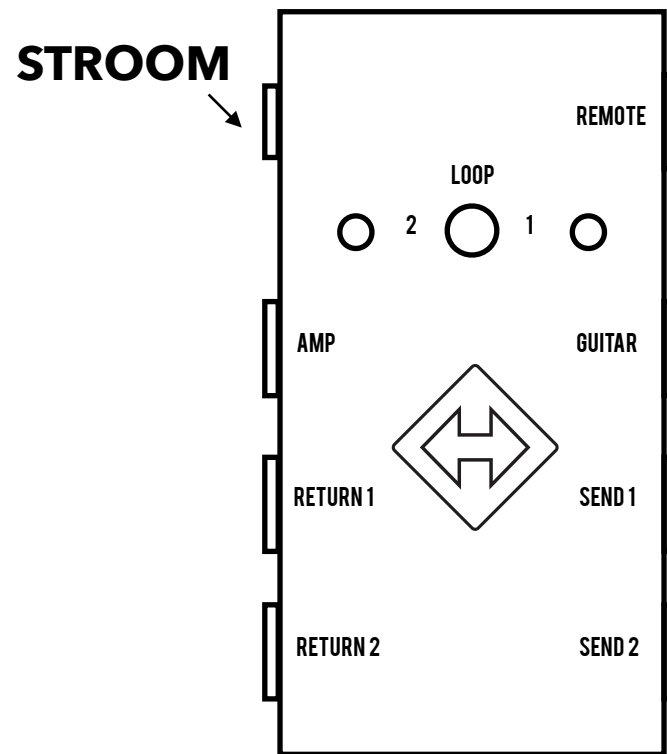 STROOM
REMOTE
LOOP
2 1
AMP GUITAR
RETURN 1 SEND 1
RETURN 2 SEND 2